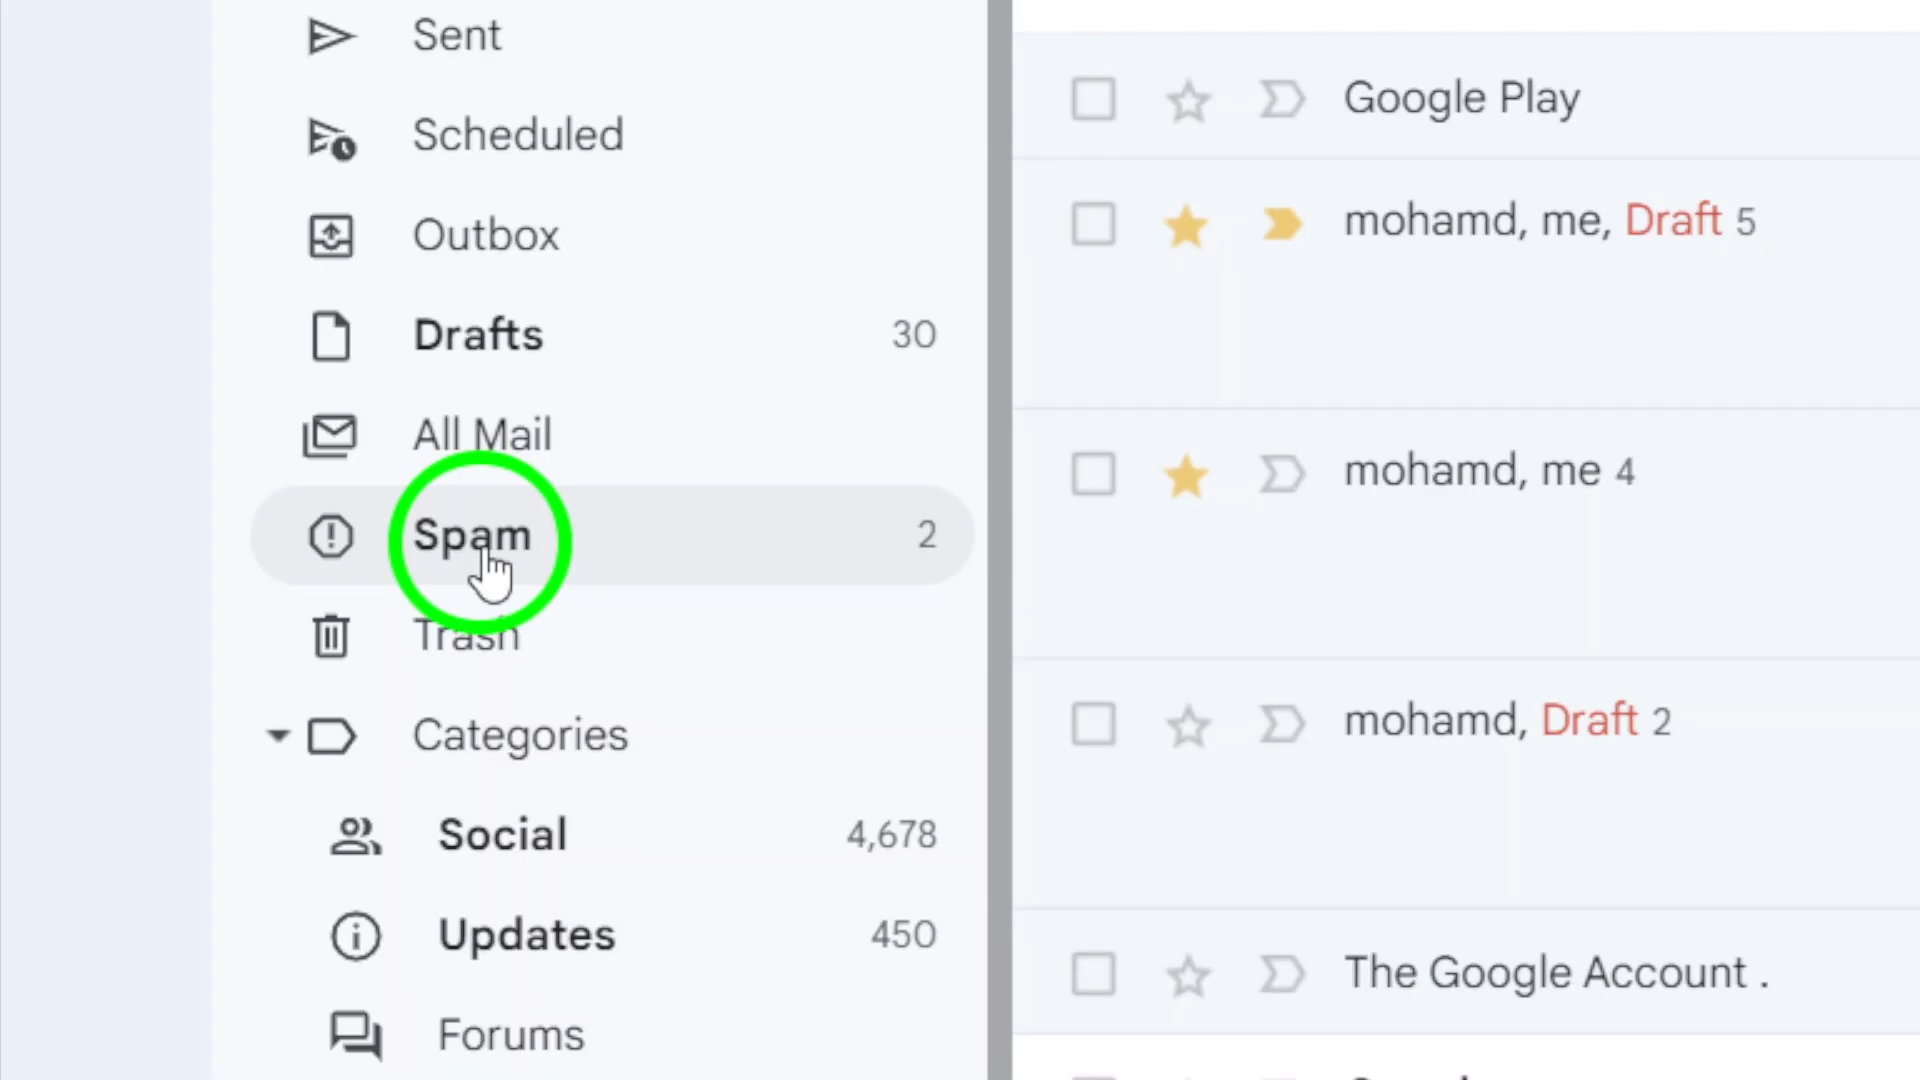 Sent
Scheduled
Outbox
Drafts 30
All Mail
Spam 2
Trash
Categories
Social 4,678
Updates 450
Forums
Google Play
mohamd, me, Draft 5
mohamd, me 4
mohamd, Draft 2
The Google Account .